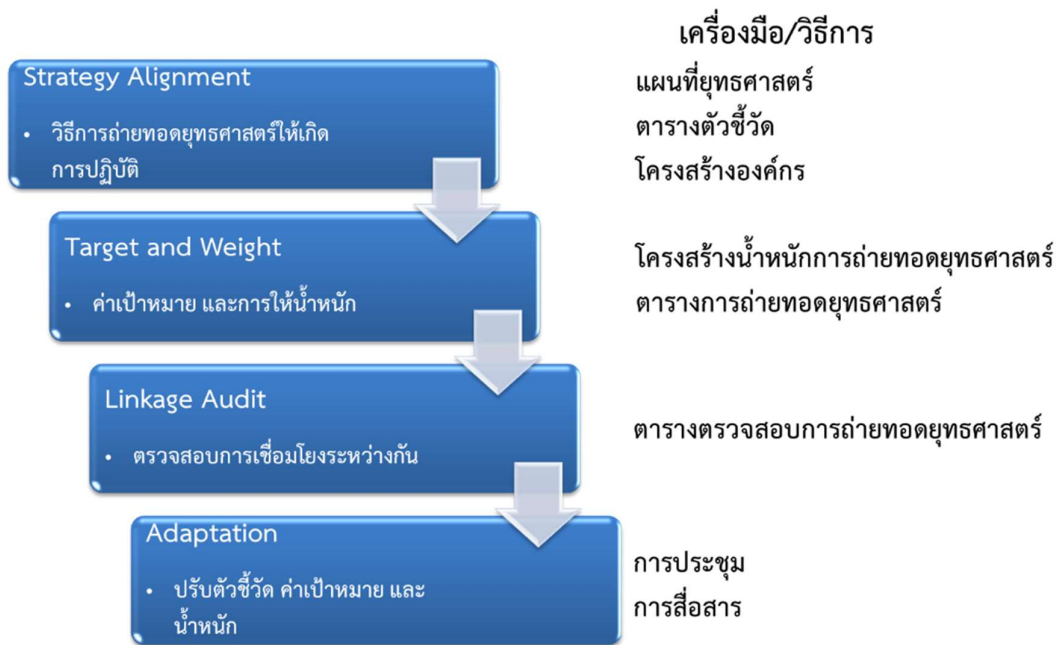 เครื่องมือ/วิธีการ
Strategy Alignment
• วิธีการถ่ายทอดยุทธศาสตร์ให้เกิด
การปฏิบัติ
แผนที่ยุทธศาสตร์
ตารางตัวชี้วัด
โครงสร้างองค์กร
Target and Weight
• ค่าเป้าหมาย และการให้น้ำหนัก
โครงสร้างน้ำหนักการถ่ายทอดยุทธศาสตร์
ตารางการถ่ายทอดยุทธศาสตร์
Linkage Audit
• ตรวจสอบการเชื่อมโยงระหว่างกัน
ตารางตรวจสอบการถ่ายทอดยุทธศาสตร์
Adaptation
• ปรับตัวชี้วัด ค่าเป้าหมาย และ
น้ำหนัก
การประชุม
การสื่อสาร